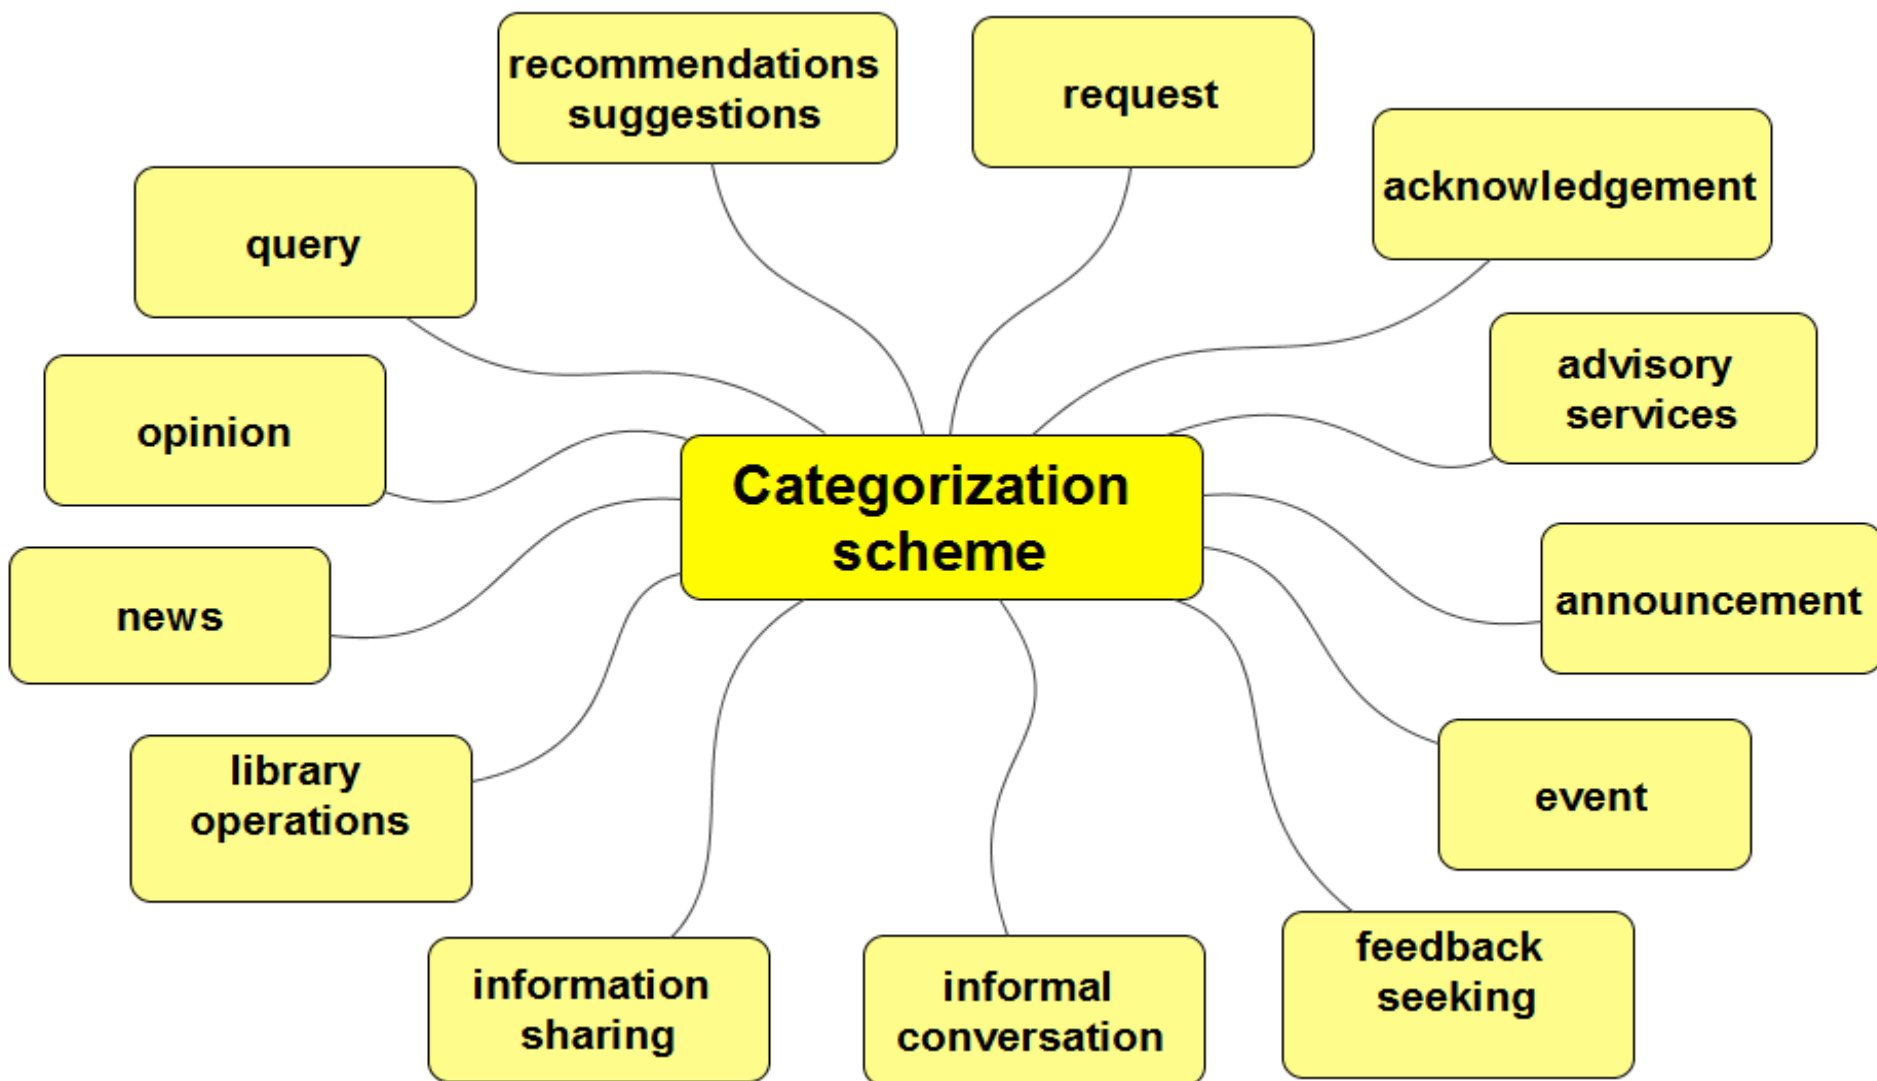 recommendations
suggestions
request
acknowledgement
query
advisory
services
opinion
Categorization
scheme
announcement
news
library
operations
event
information
sharing
informal
conversation
feedback
seeking